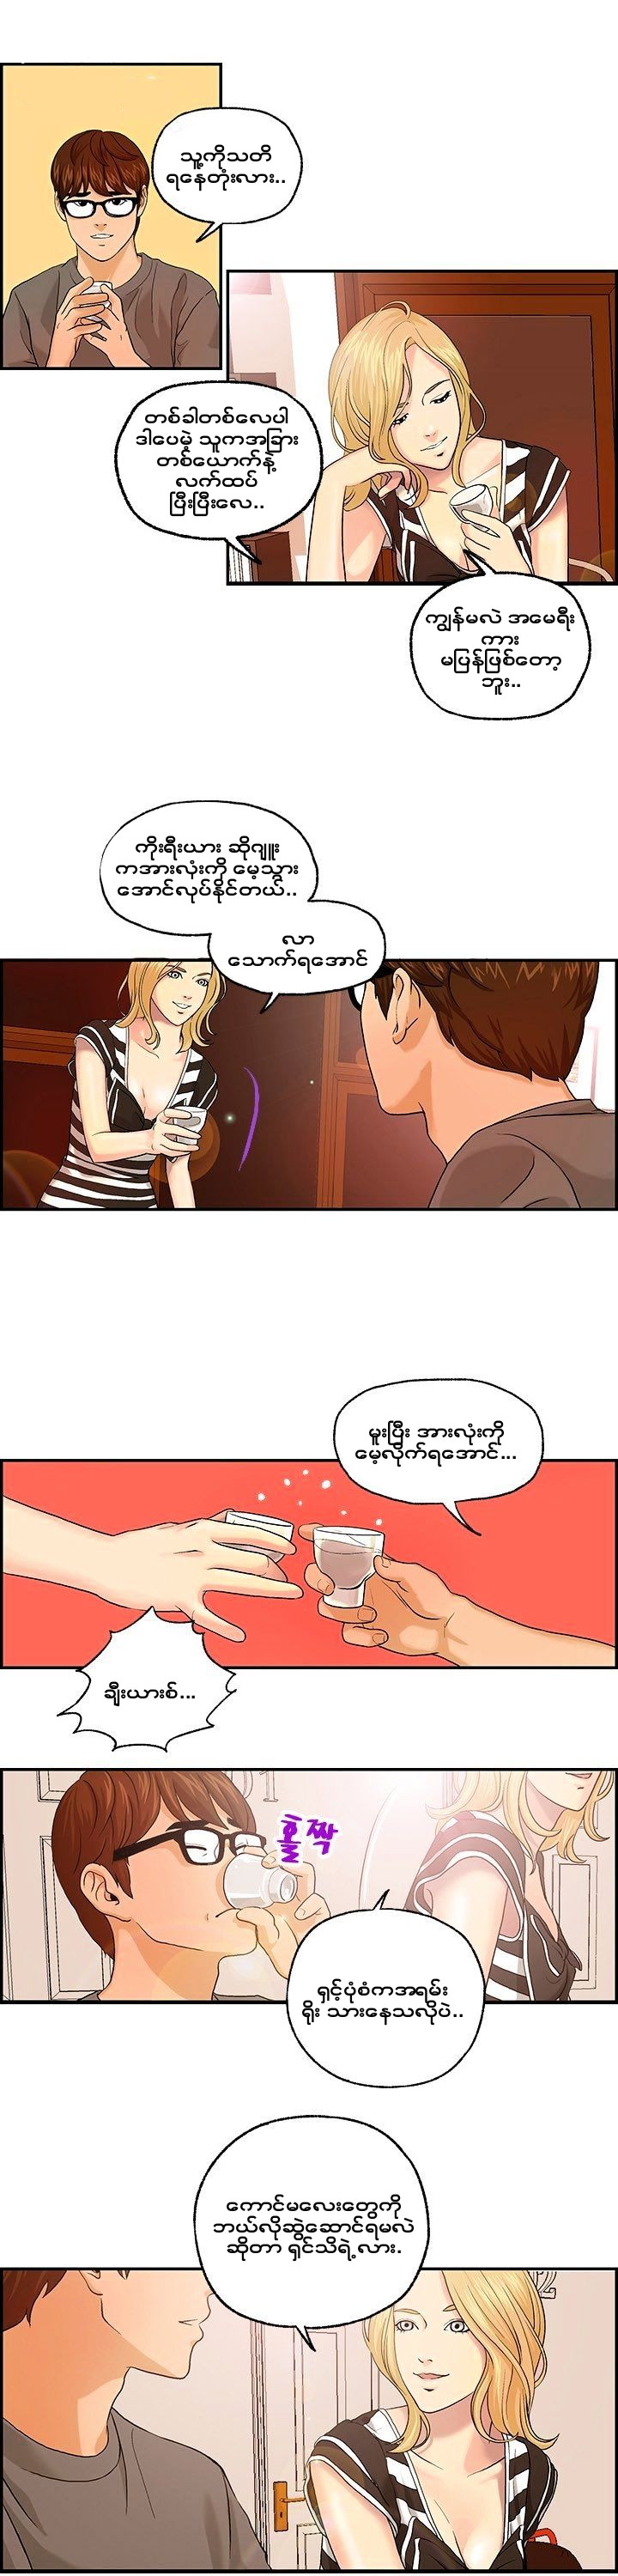 သူ့ကိုသတိ
ရနေတုံးလား..
တစ်ခါတစ်လေပါ
ဒါပေမဲ့ သူကအခြား
တစ်ယောက်နဲ့
လက်ထပ်
ပြီးပြီးလေ..
ကျွန်မလဲ အမေရီး
ကား
မပြန်ဖြစ်တော့
ဘူး..
ကိုးရီးယား ဆိုဂျူး
ကအားလုံးကို မေ့သွား
အောင်လုပ်နိုင်တယ်..
လာ
သောက်ရအောင်
မူးပြီး အားလုံးကို
မေ့လိုက်ရအောင်...
ချီးယားစ်...
훌쩍
ရှင့်ပုံစံကအရမ်း
ရိုး သားနေသလိုပဲ..
ကောင်မလေးတွေကို
ဘယ်လိုဆွဲဆောင်ရမလဲ
ဆိုတာ ရှင်သိရဲ့လား.